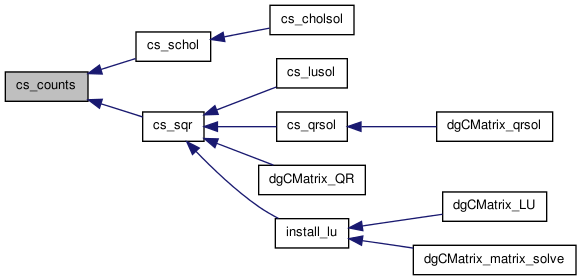 cs_cholsol
cs_schol
cs_lusol
cs_counts
cs_sqr
cs_qrsol
dgCMatrix_qrsol
dgCMatrix_QR
dgCMatrix_LU
install_lu
dgCMatrix_matrix_solve